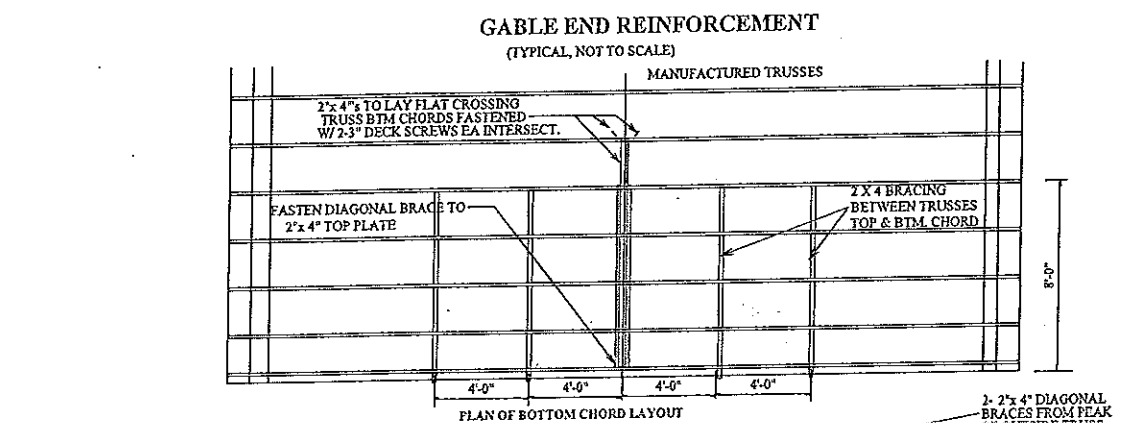 GABLE END REINFORCEMENT
(TYPICAL, NOT TO SCALE)
MANUFACTURED TRUSSES
2"x 4"s TO LAY FLAT CROSSING
TRUSS BTM CHORDS FASTENED
W/ 2-3" DECK SCREWS EA INTERSECT.
FASTEN DIAGONAL BRACE TO
2"x 4" TOP PLATE
2 X 4 BRACING
BETWEEN TRUSSES
TOP & BTM. CHORD
8'-0"
4'-0" 4'-0" 4'-0" 4'-0"
PLAN OF BOTTOM CHORD LAYOUT
2- 2"x 4" DIAGONAL
BRACES FROM PEAK